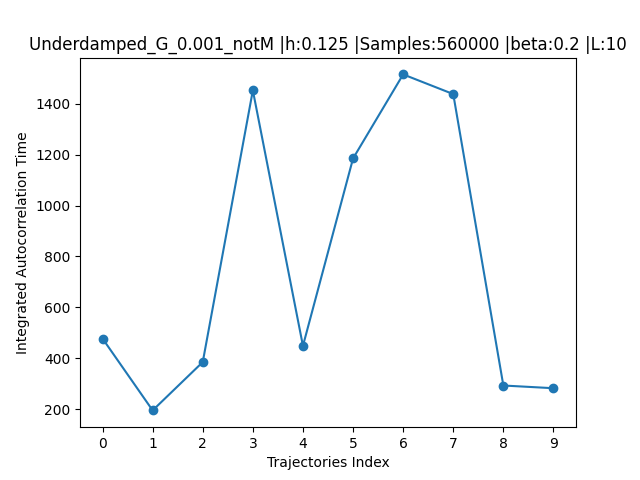 Underdamped_G_0.001_notM |h:0.125 |Samples:560000 |beta:0.2 |L:10
Integrated Autocorrelation Time
1400
1200
1000
800
600
400
200
0 1 2 3 4 5 6 7 8 9
Trajectories Index